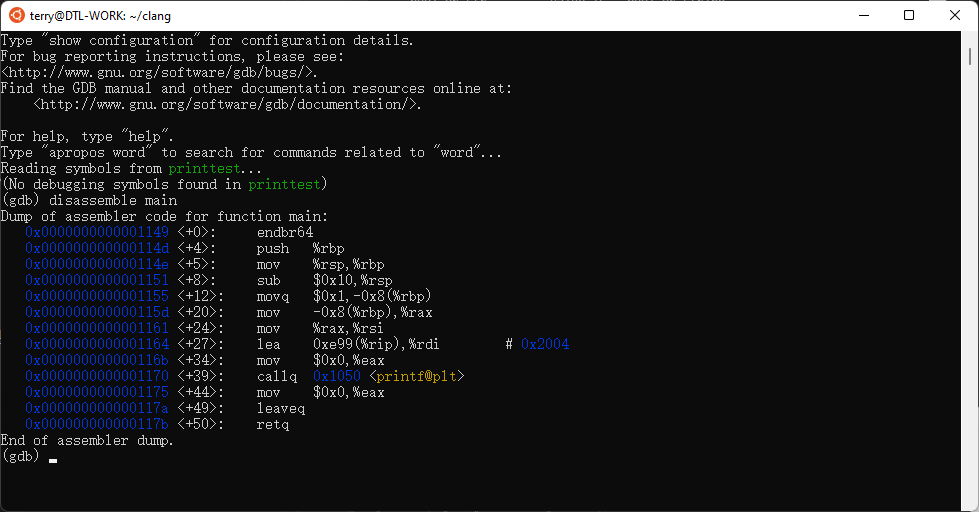 terry@DTL-WORK: ~/clang
Type "show configuration" for configuration details.
For bug reporting instructions, please see:
<http://www.gnu.org/software/gdb/bugs/>.
Find the GDB manual and other documentation resources online at:
    <http://www.gnu.org/software/gdb/documentation/>.

For help, type "help".
Type "apropos word" to search for commands related to "word"...
Reading symbols from printtest...
(No debugging symbols found in printtest)
(gdb) disassemble main
Dump of assembler code for function main:
   0x0000000000001149 <+0>:     endbr64
   0x000000000000114d <+4>:     push   %rbp
   0x000000000000114e <+5>:     mov    %rsp,%rbp
   0x0000000000001151 <+8>:     sub    $0x10,%rsp
   0x0000000000001155 <+12>:    movq   $0x1,-0x8(%rbp)
   0x000000000000115d <+20>:    mov    -0x8(%rbp),%rax
   0x0000000000001161 <+24>:    mov    %rax,%rsi
   0x0000000000001164 <+27>:    lea    0xe99(%rip),%rdi        # 0x2004
   0x000000000000116b <+34>:    mov    $0x0,%eax
   0x0000000000001170 <+39>:    callq  0x1050 <printf@plt>
   0x0000000000001175 <+44>:    mov    $0x0,%eax
   0x000000000000117a <+49>:    leaveq
   0x000000000000117b <+50>:    retq
End of assembler dump.
(gdb)